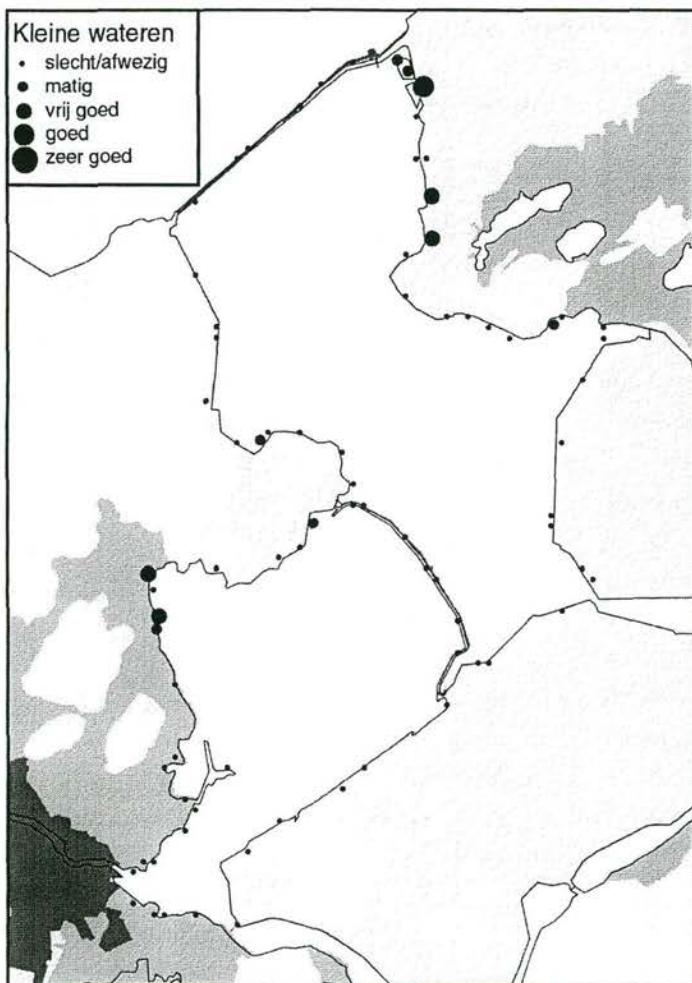 Kleine wateren
slecht/afwezig
matig
vrij goed
goed
zeer goed